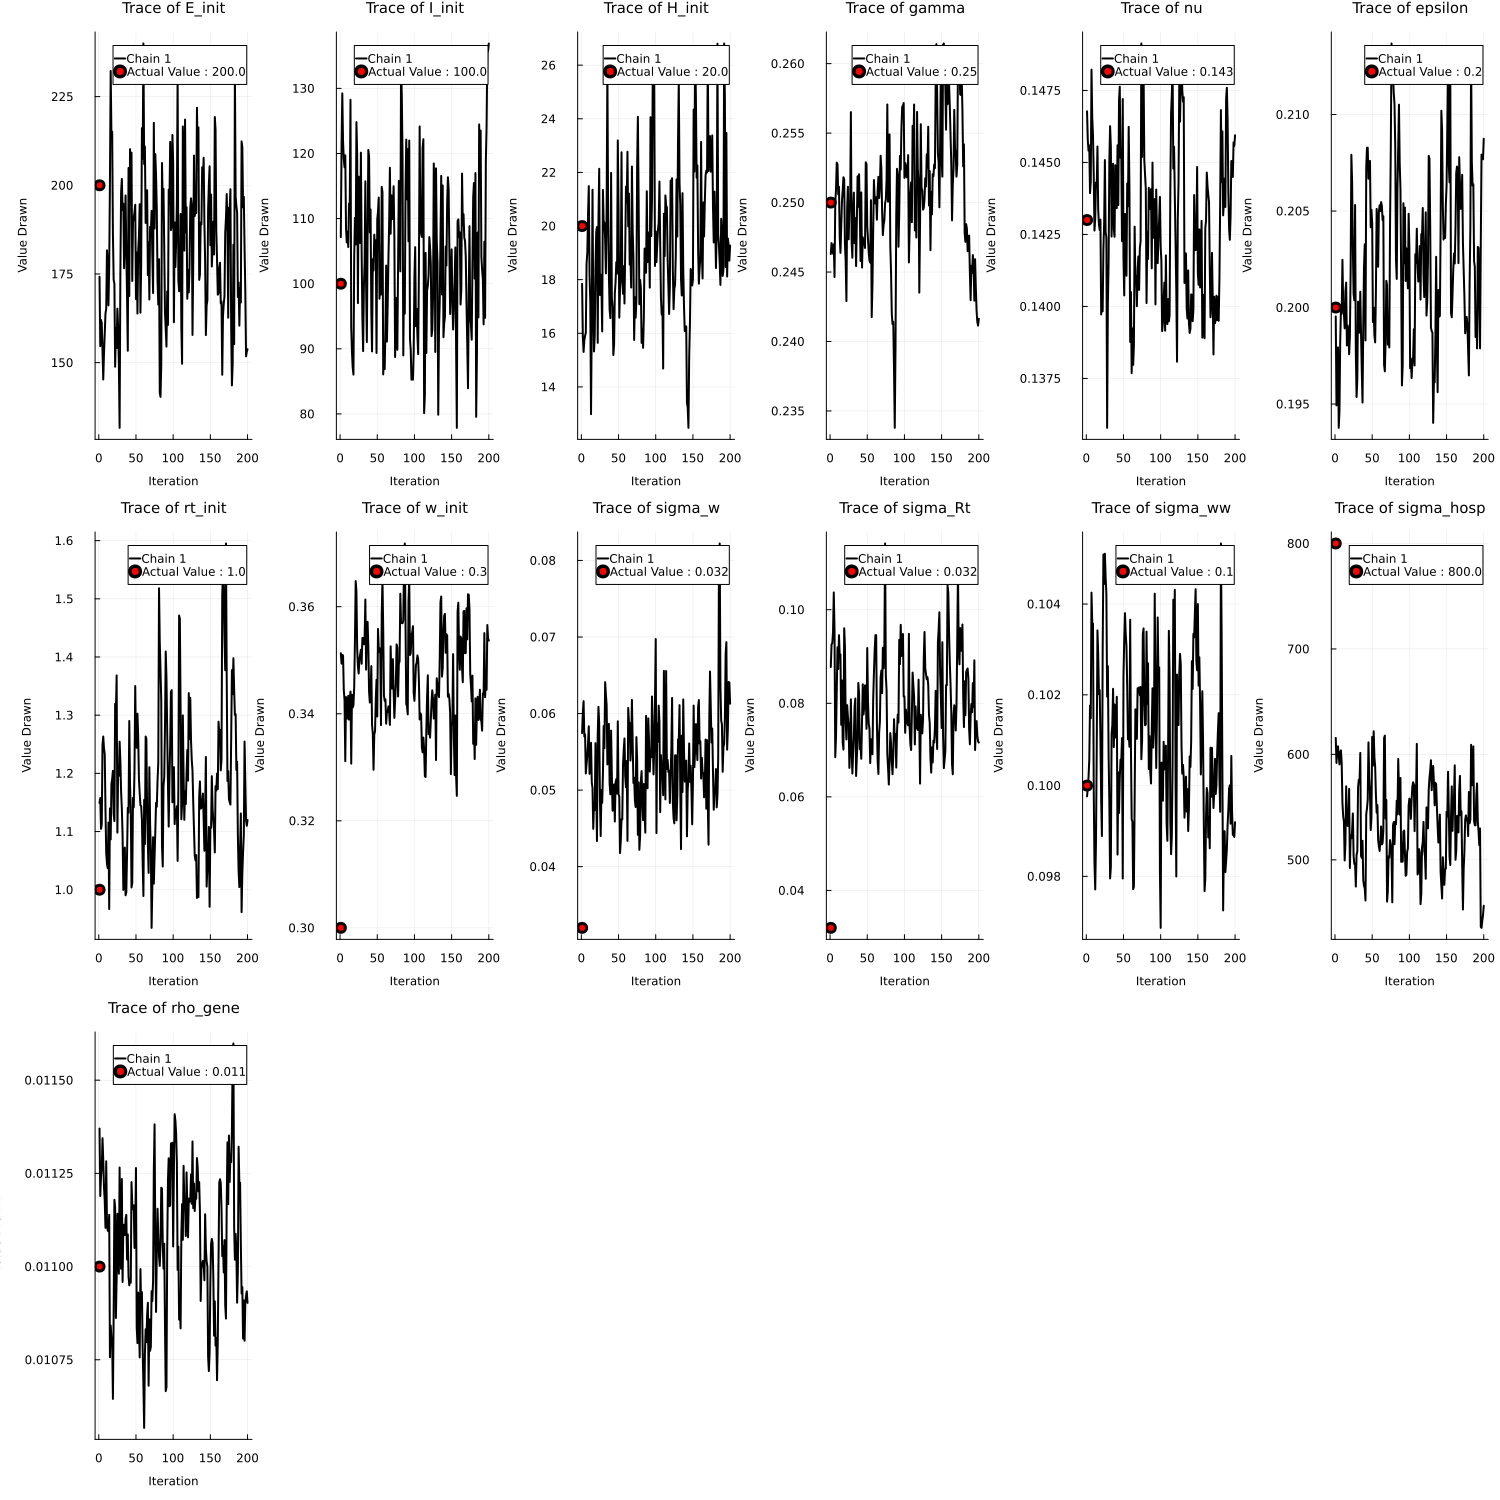 Trace of E_init
Trace of I_init
Trace of H_init
Trace of gamma
Trace of nu
Trace of epsilon
Value Drawn
225
200
175
150
Chain 1
Actual Value : 200.0
0 50 100 150 200
Iteration
Value Drawn
130
120
110
100
90
80
Chain 1
Actual Value : 100.0
0 50 100 150 200
Iteration
Value Drawn
26
24
22
20
18
16
14
Chain 1
Actual Value : 20.0
0 50 100 150 200
Iteration
Value Drawn
0.260
0.255
0.250
0.245
0.240
0.235
Chain 1
Actual Value : 0.25
0 50 100 150 200
Iteration
Value Drawn
0.1475
0.1450
0.1425
0.1400
0.1375
Chain 1
Actual Value : 0.143
0 50 100 150 200
Iteration
Value Drawn
0.210
0.205
0.200
0.195
Chain 1
Actual Value : 0.2
0 50 100 150 200
Iteration
Trace of rt_init
Trace of w_init
Trace of sigma_w
Trace of sigma_Rt
Trace of sigma_ww
Trace of sigma_hosp
Value Drawn
1.6
1.5
1.4
1.3
1.2
1.1
1.0
Chain 1
Actual Value : 1.0
0 50 100 150 200
Iteration
Value Drawn
0.36
0.34
0.32
0.30
Chain 1
Actual Value : 0.3
0 50 100 150 200
Iteration
Value Drawn
0.08
0.07
0.06
0.05
0.04
Chain 1
Actual Value : 0.032
0 50 100 150 200
Iteration
Value Drawn
0.10
0.08
0.06
0.04
Chain 1
Actual Value : 0.032
0 50 100 150 200
Iteration
Value Drawn
0.104
0.102
0.100
0.098
Chain 1
Actual Value : 0.1
0 50 100 150 200
Iteration
Value Drawn
800
700
600
500
Chain 1
Actual Value : 800.0
0 50 100 150 200
Iteration
Trace of rho_gene
0.01150
0.01125
0.01100
0.01075
Chain 1
Actual Value : 0.011
0 50 100 150 200
Iteration